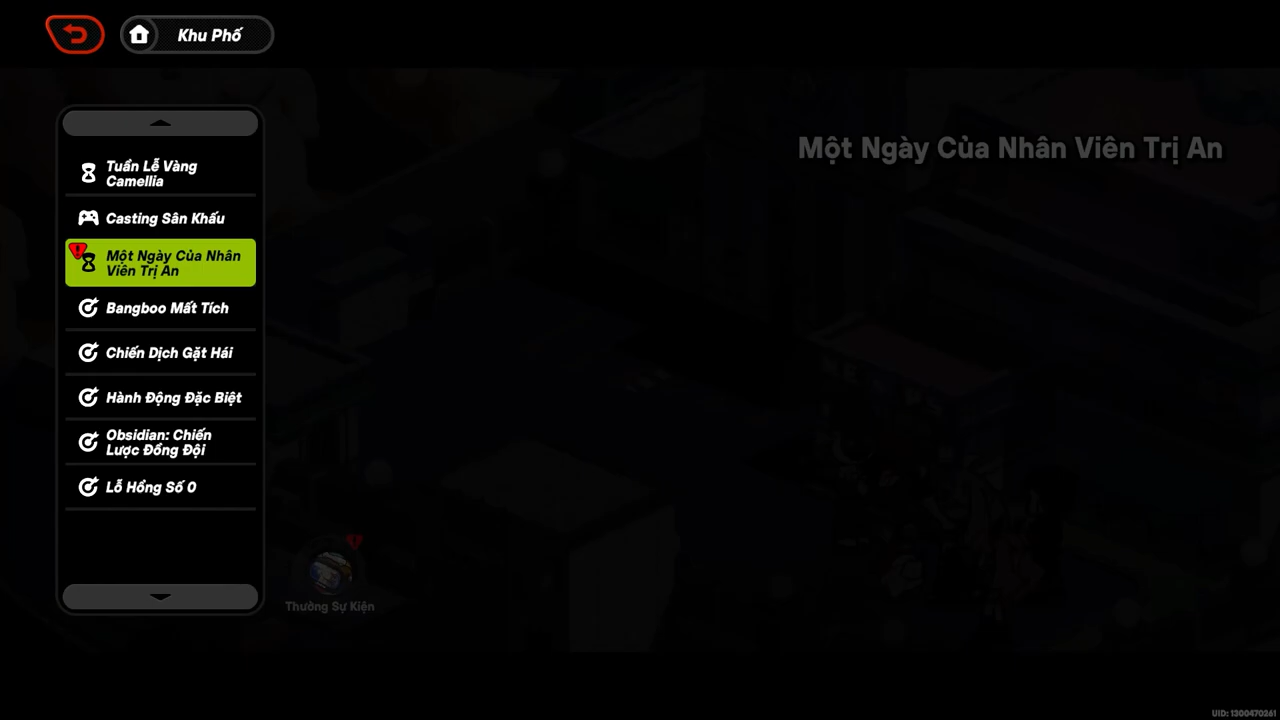 Khu Phố
Tuần Lễ Vàng
Camellia
Casting Sân Khấu
Một Ngày Của Nhân
Viên Trị An
Bangboo Mất Tích
Chiến Dịch Gặt Hái
Hành Động Đặc Biệt
Obsidian: Chiến
Lược Đồng Đội
Lỗ Hổng Số 0
Một Ngày Của Nhân Viên Trị An
Thưởng Sự Kiện
UID: 1300470261